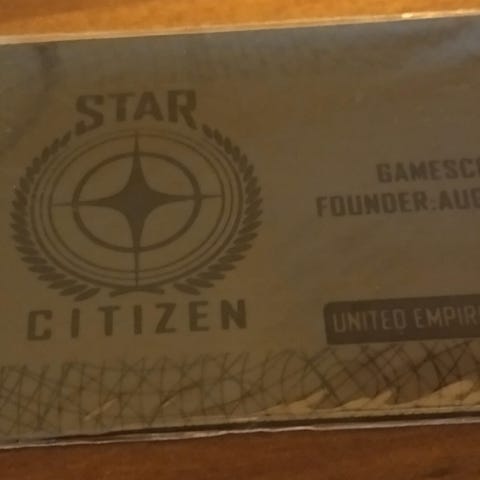 STAR
CITIZEN
GAMESC
FOUNDER:AUG
UNITED EMPIR